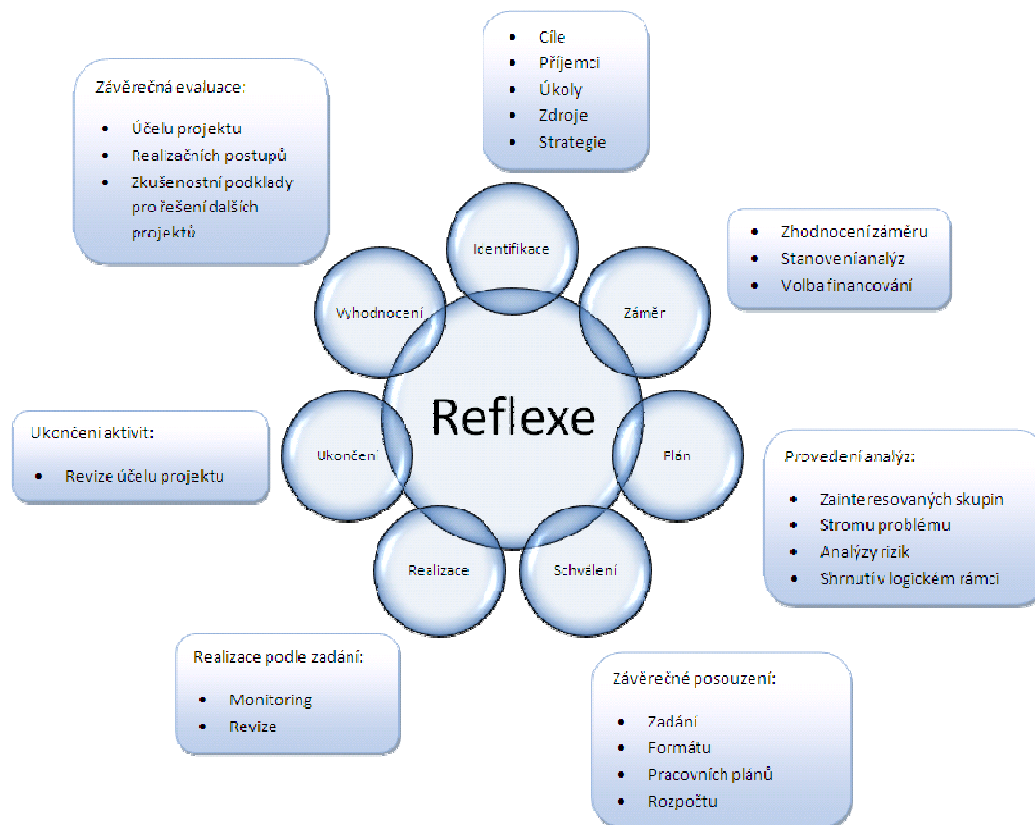 • Cíle
• Příjemci
• Úkoly
• Zdroje
• Strategie
Závěrečná evaluace:
• Účelu projektu
• Realizačních postupů
• Zkušenostní podklady
pro řešení dalších
projektů
• Zhodnocení záměru
• Stanovení analýz
• Volba financování
Identifikace
Vyhodnocení
Záměr
Reflexe
Ukončení aktivit:
• Revize účelu projektu
Ukončení
Plán
Provedení analýz:
• Zainteresovaných skupin
• Stromu problému
• Analýzy rizik
• Shrnutí v logickém rámci
Realizace
Schválení
Realizace podle zadání:
• Monitoring
• Revize
Závěrečné posouzení:
• Zadání
• Formátu
• Pracovních plánů
• Rozpočtu